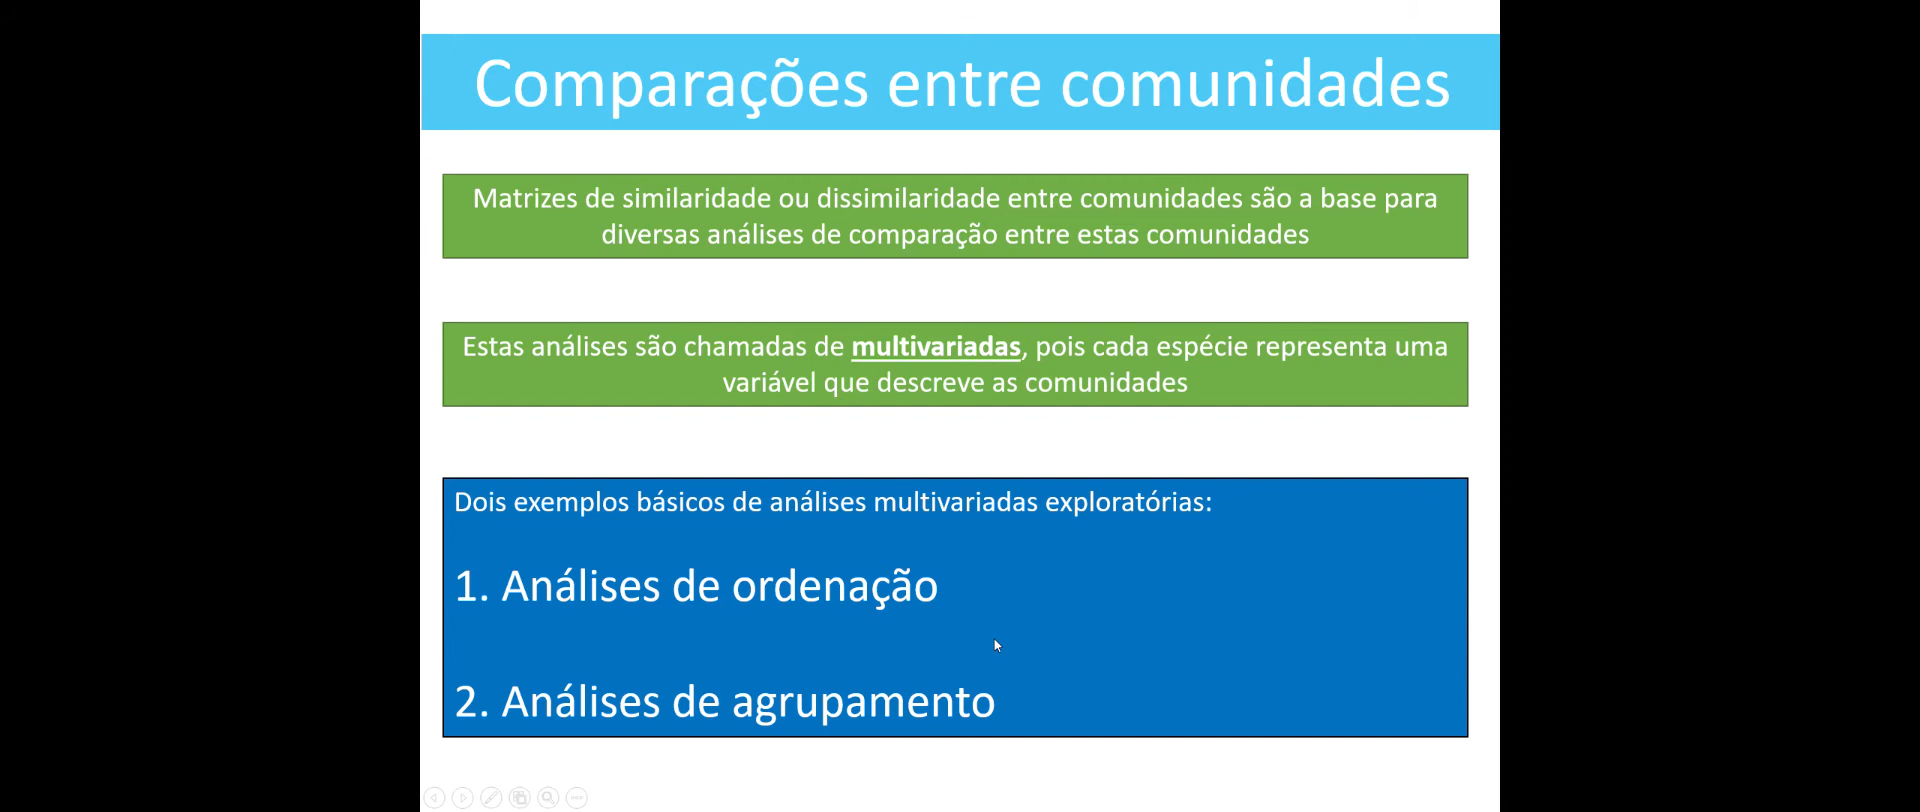 Comparações entre comunidades
Matrizes de similaridade ou dissimilaridade entre comunidades são a base para
diversas análises de comparação entre estas comunidades
Estas análises são chamadas de multivariadas, pois cada espécie representa uma
variável que descreve as comunidades
Dois exemplos básicos de análises multivariadas exploratórias:
1. Análises de ordenação
2. Análises de agrupamento